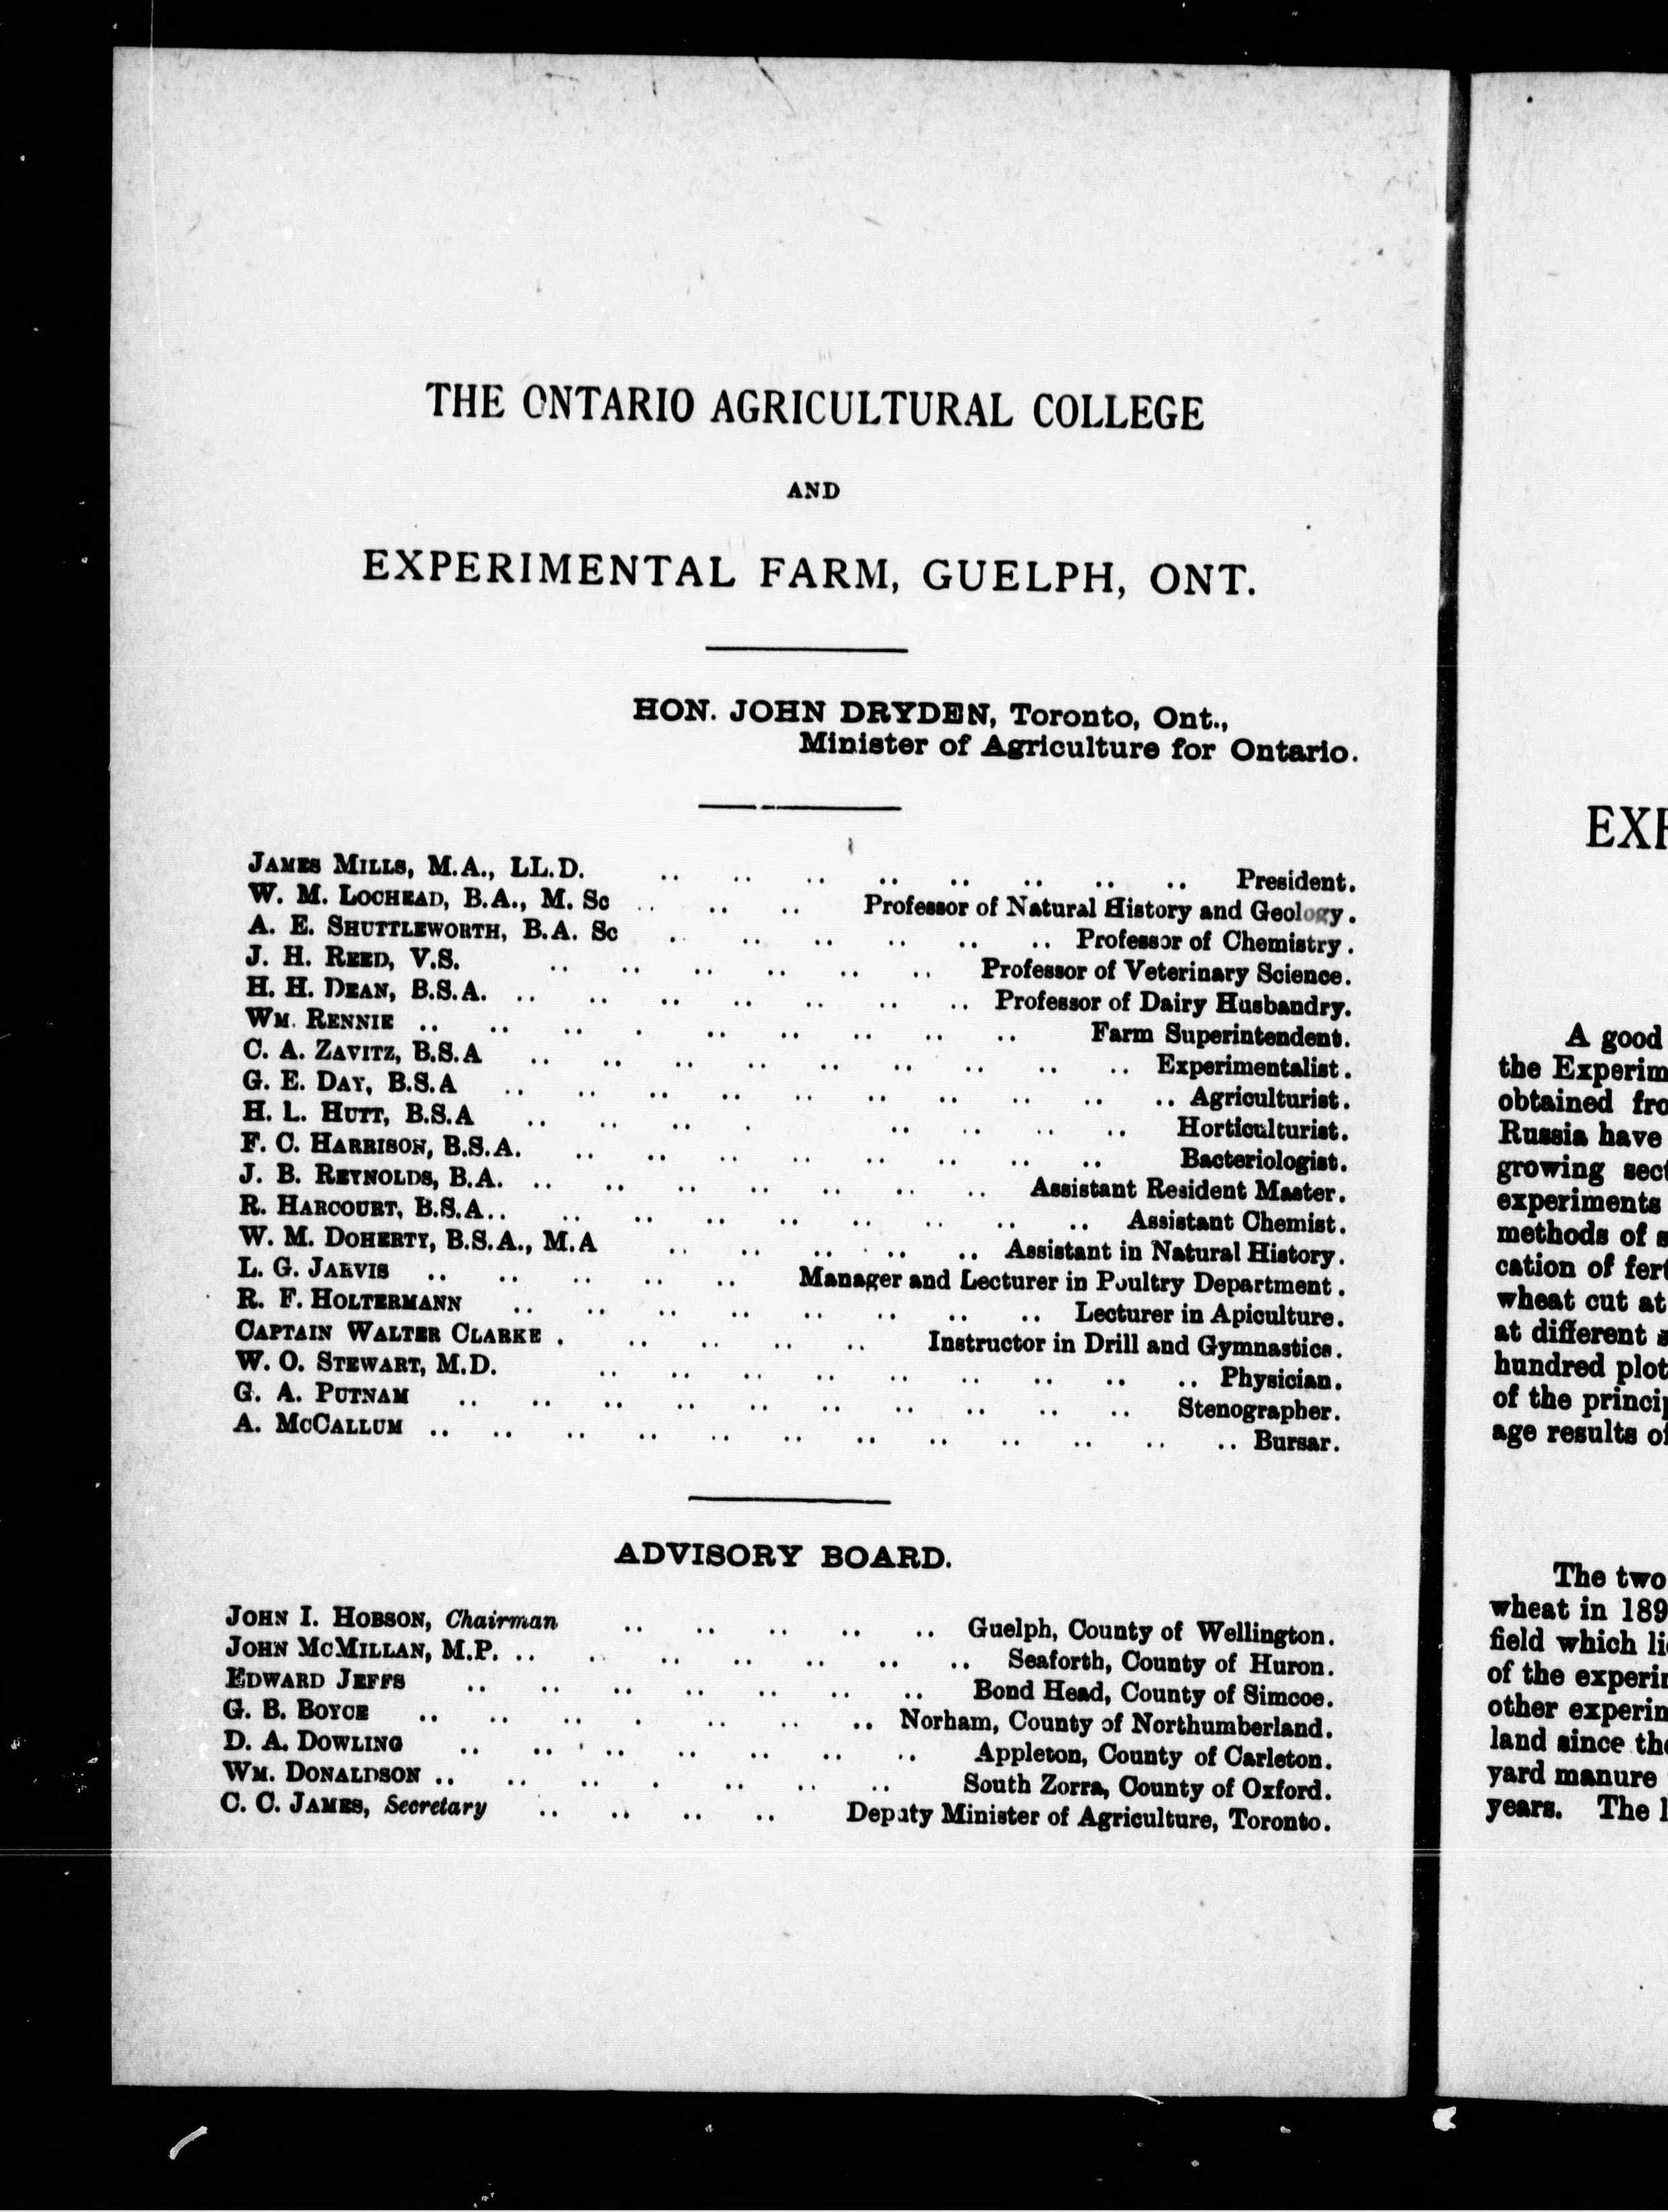 THE ONTARIO AGRICULTURAL COLLEGE
AND
EXPERIMENTAL FARM, GUELPH, ONT.
HON. JOHN DRYDEN, Toronto, Ont.,
Minister of Agriculture for Ontario.
JAMES MILLS, M.A., LL.D. .. .. .. .. .. .. .. .. President.
W. M. LOCHEAD, B.A., M. Sc .. .. .. Professor of Natural History and Geology.
A. E. SHUTTLEWORTH, B.A. Sc . .. .. .. .. .. Professor of Chemistry.
J. H. REED, V.S. .. .. .. .. .. .. Professor of Veterinary Science.
H. H. DEAN, B.S.A. .. .. .. .. .. .. .. Professor of Dairy Husbandry.
WM. RENNIE .. .. .. . .. .. .. .. .. Farm Superintendent.
C. A. ZAVITZ, B.S.A .. .. .. .. .. .. .. .. .. Experimentalist.
G. E. DAY, B.S.A .. .. .. .. .. .. .. .. .. .. Agriculturist.
H. L. HUTT, B.S.A .. .. .. . .. .. .. .. Horticulturist.
F. C. HARRISON, B.S.A. .. .. .. .. .. .. .. .. Bacteriologist.
J. B. REYNOLDS, B.A. .. .. .. .. .. .. .. Assistant Resident Master.
R. HARCOURT, B.S.A.. .. .. .. .. .. .. .. .. Assistant Chemist.
W. M. DOHERTY, B.S.A., M.A .. .. .. .. .. Assistant in Natural History.
L. G. JARVIS .. .. .. .. .. Manager and Lecturer in Poultry Department.
R. F. HOLTERMANN .. .. .. .. .. .. .. .. Lecturer in Apiculture.
CAPTAIN WALTER CLARKE . .. .. .. .. Instructor in Drill and Gymnastics.
W. O. STEWART, M.D. .. .. .. .. .. .. .. .. .. Physician.
G. A. PUTNAM .. .. .. .. .. .. .. .. .. .. Stenographer.
A. McCALLUM .. .. .. .. .. .. .. .. .. .. .. .. Bursar.
ADVISORY BOARD.
JOHN I. HOBSON, Chairman .. .. .. .. .. Guelph, County of Wellington.
JOHN McMILLAN, M.P. .. .. .. .. .. .. .. Seaforth, County of Huron.
EDWARD JEFFS .. .. .. .. .. .. .. Bond Head, County of Simcoe.
G. B. BOYCE .. .. .. . .. .. .. Norham, County of Northumberland.
D. A. DOWLING .. .. .. .. .. .. .. Appleton, County of Carleton.
WM. DONALDSON .. .. .. . .. .. .. South Zorra, County of Oxford.
C. C. JAMES, Secretary .. .. .. .. Deputy Minister of Agriculture, Toronto.
A good
the Experim
obtained fro
Russia have
growing sect
experiments
methods of s
cation of fert
wheat cut at
at different s
hundred plot
of the princip
age results of
The two
wheat in 189
field which li
of the experi
other experin
land since the
yard manure
years. The l